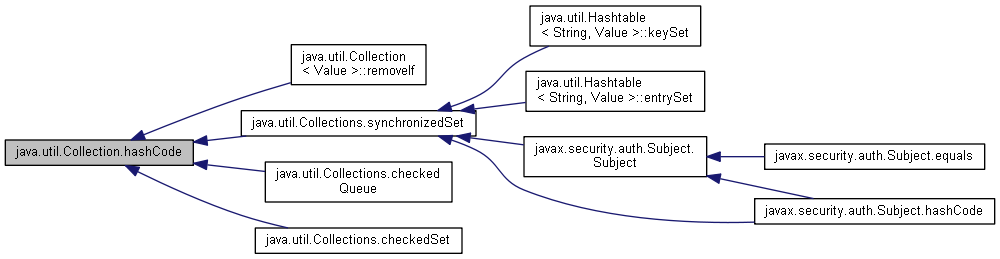 java.util.Hashtable
< String, Value >::keySet
java.util.Collection
< Value >::removeIf
java.util.Hashtable
< String, Value >::entrySet
java.util.Collections.synchronizedSet
java.util.Collection.hashCode
javax.security.auth.Subject.
Subject
javax.security.auth.Subject.equals
java.util.Collections.checked
Queue
javax.security.auth.Subject.hashCode
java.util.Collections.checkedSet